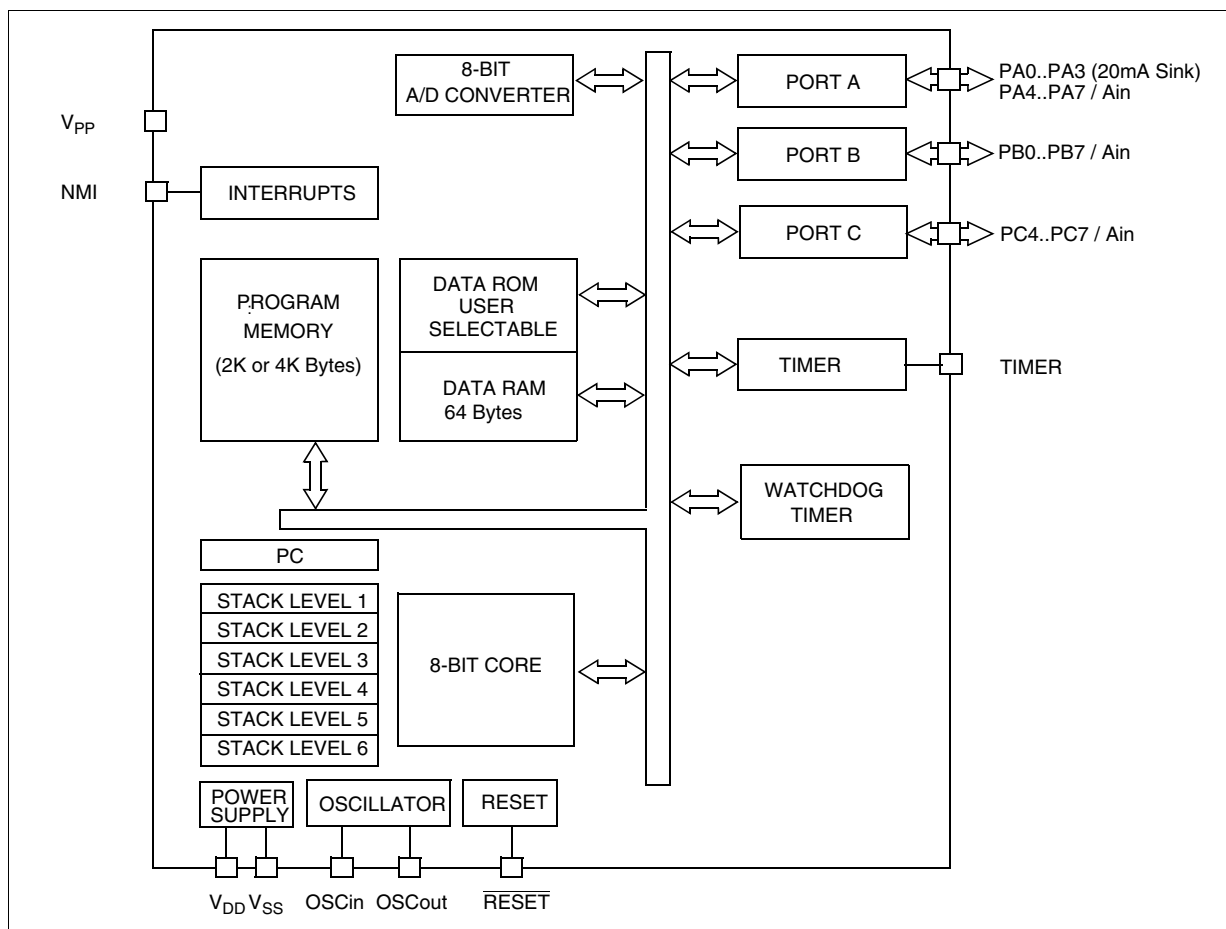 8-BIT
A/D CONVERTER
PORT A
PA0..PA3 (20mA Sink)
PA4..PA7 / Ain
VPP
PORT B
PB0..PB7 / Ain
NMI
INTERRUPTS
PORT C
PC4..PC7 / Ain
PROGRAM
:
MEMORY
(2K or 4K Bytes)
DATA ROM
USER
SELECTABLE
DATA RAM
64 Bytes
TIMER
TIMER
WATCHDOG
TIMER
PC
STACK LEVEL 1
STACK LEVEL 2
STACK LEVEL 3
STACK LEVEL 4
STACK LEVEL 5
STACK LEVEL 6
8-BIT CORE
POWER
SUPPLY
OSCILLATOR
RESET
VDD VSS OSCin OSCout RESET